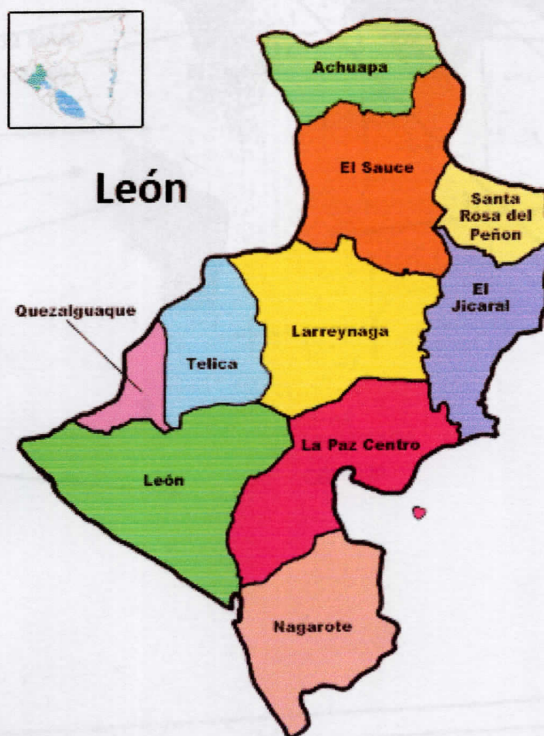 Achuapa
León
El Sauce
Santa
Rosa del
Peñon
El
Jicaral
Quezalguaque
Telica
Larreynaga
La Paz Centro
León
Nagarote